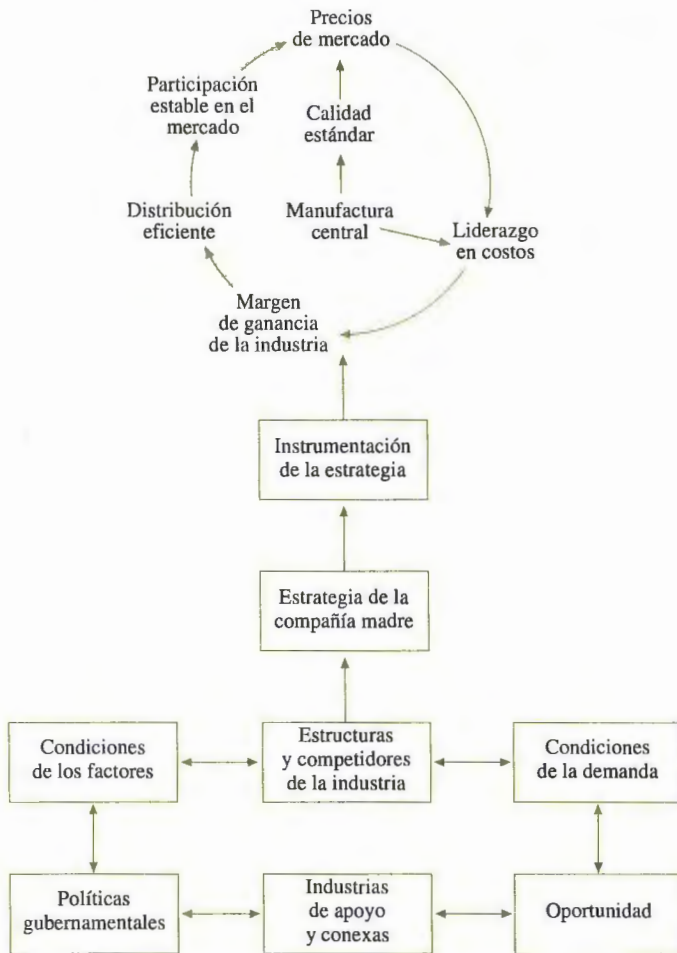 Precios
de mercado
Participación
estable en el
mercado
Calidad
estándar
Distribución
eficiente
Manufactura
central
Liderazgo
en costos
Margen
de ganancia
de la industria
Instrumentación
de la estrategia
Estrategia de la
compañía madre
Condiciones
de los factores
Estructuras
y competidores
de la industria
Condiciones
de la demanda
Políticas
gubernamentales
Industrias
de apoyo
y conexas
Oportunidad